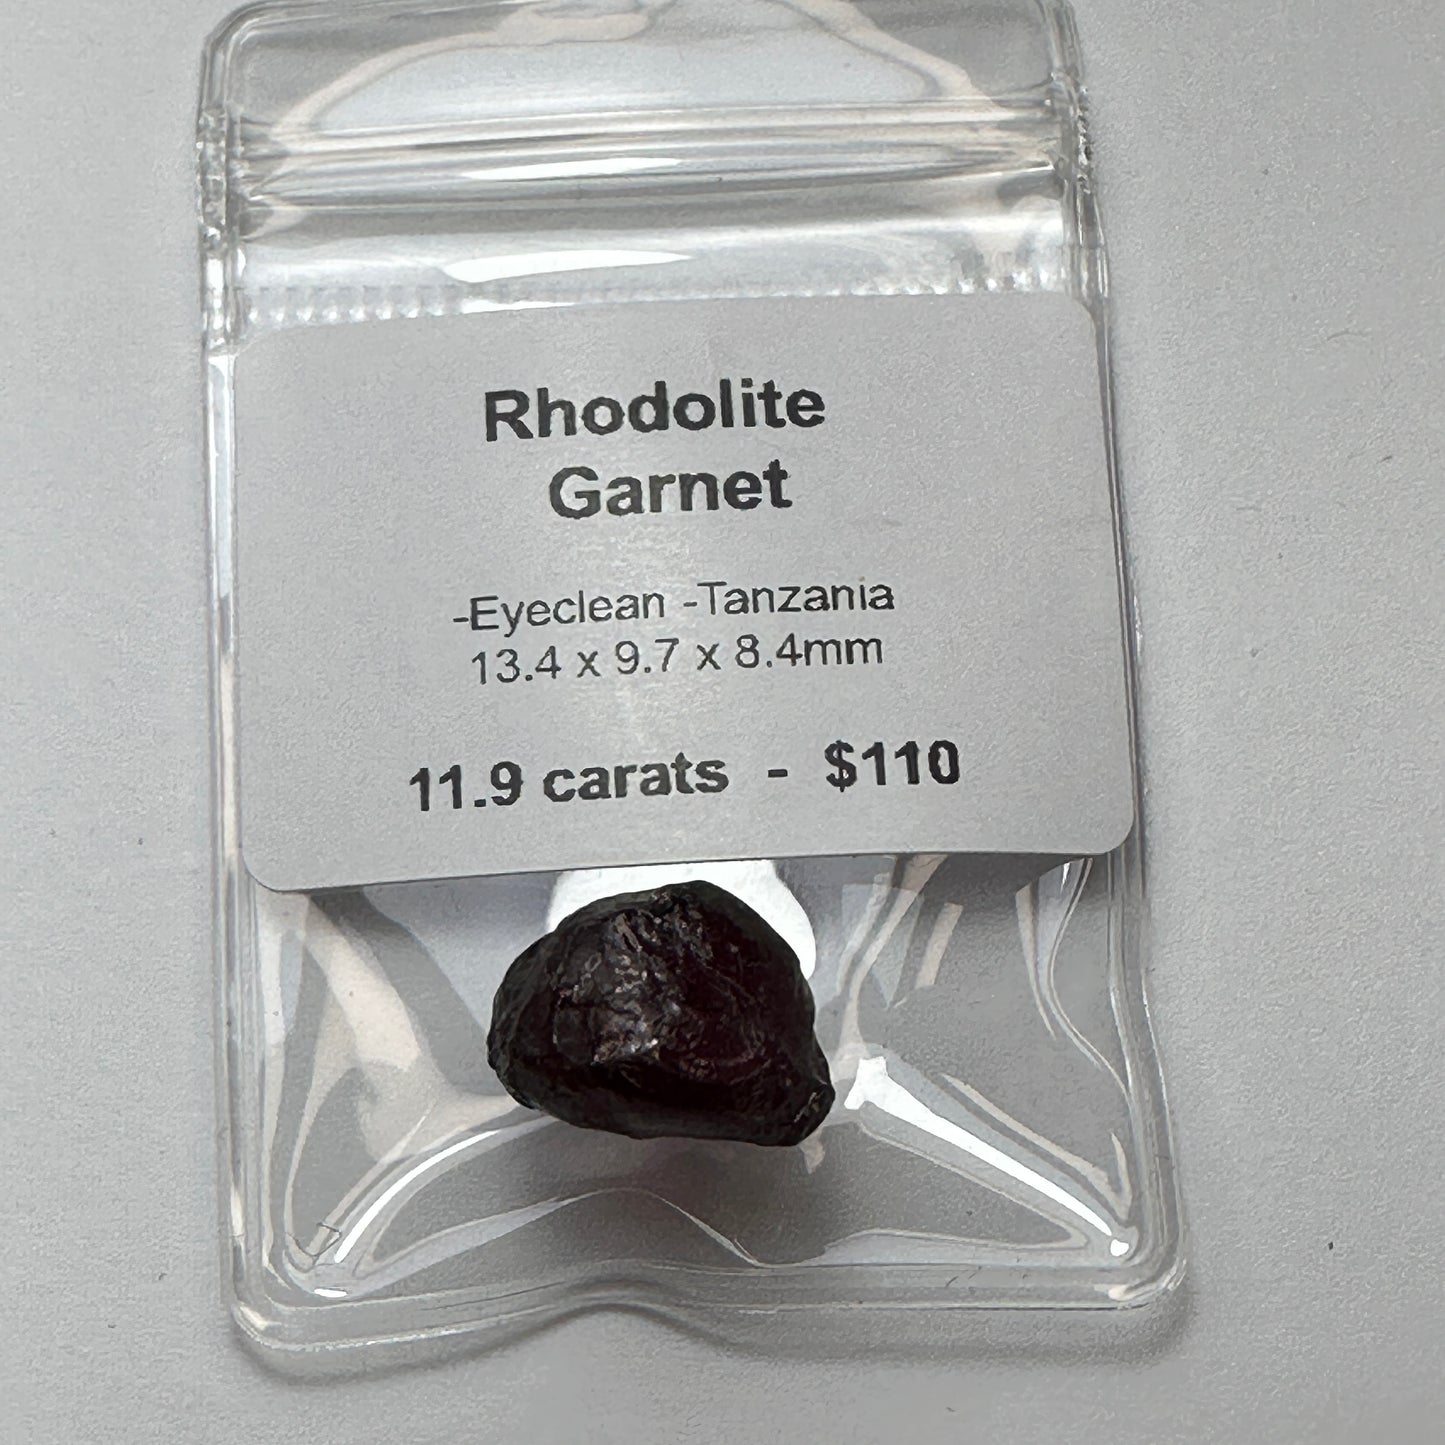 Rhodolite
Garnet
-Eyeclean -Tanzania
13.4 x 9.7 x 8.4mm
11.9 carats - $110